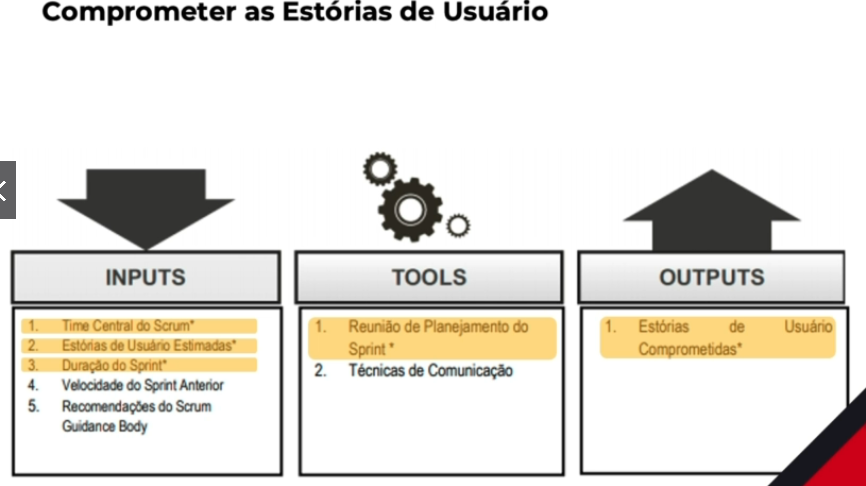 Comprometer as Estórias de Usuário
INPUTS
1. Time Central do Scrum*
2. Estórias de Usuário Estimadas*
3. Duração do Sprint*
4. Velocidade do Sprint Anterior
5. Recomendações do Scrum
Guidance Body
TOOLS
1. Reunião de Planejamento do
Sprint *
2. Técnicas de Comunicação
OUTPUTS
1. Estórias de Usuário
Comprometidas*